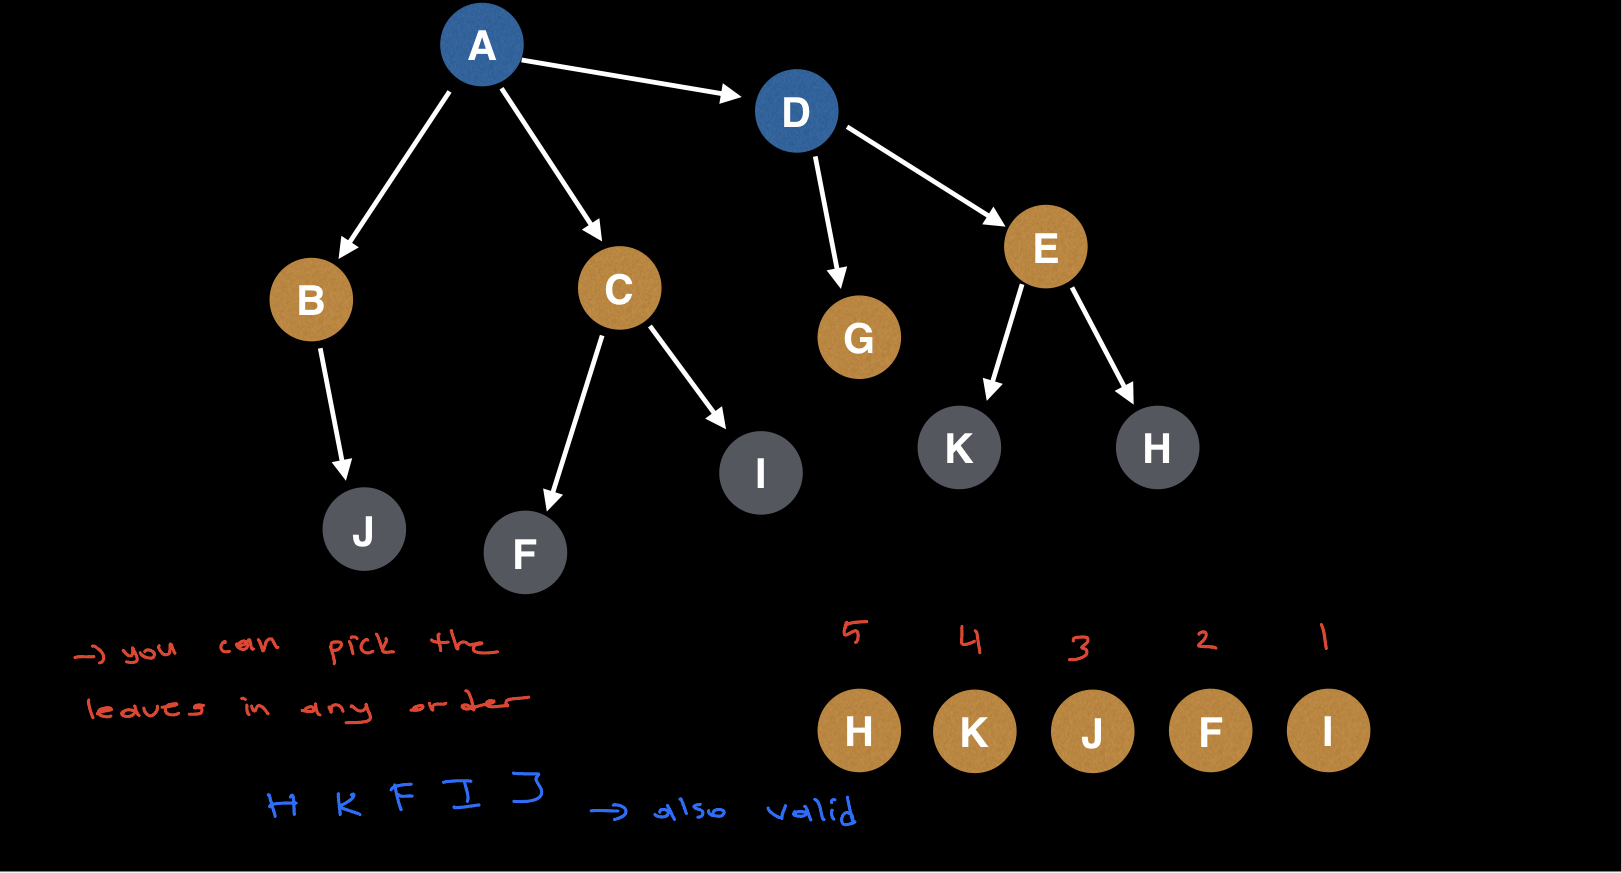 A
D
E
B
C
G
K
H
I
J
F
→ you can pick the
leaves in any order
5 4 3 2 1
H K J F I
H K F I J → also valid